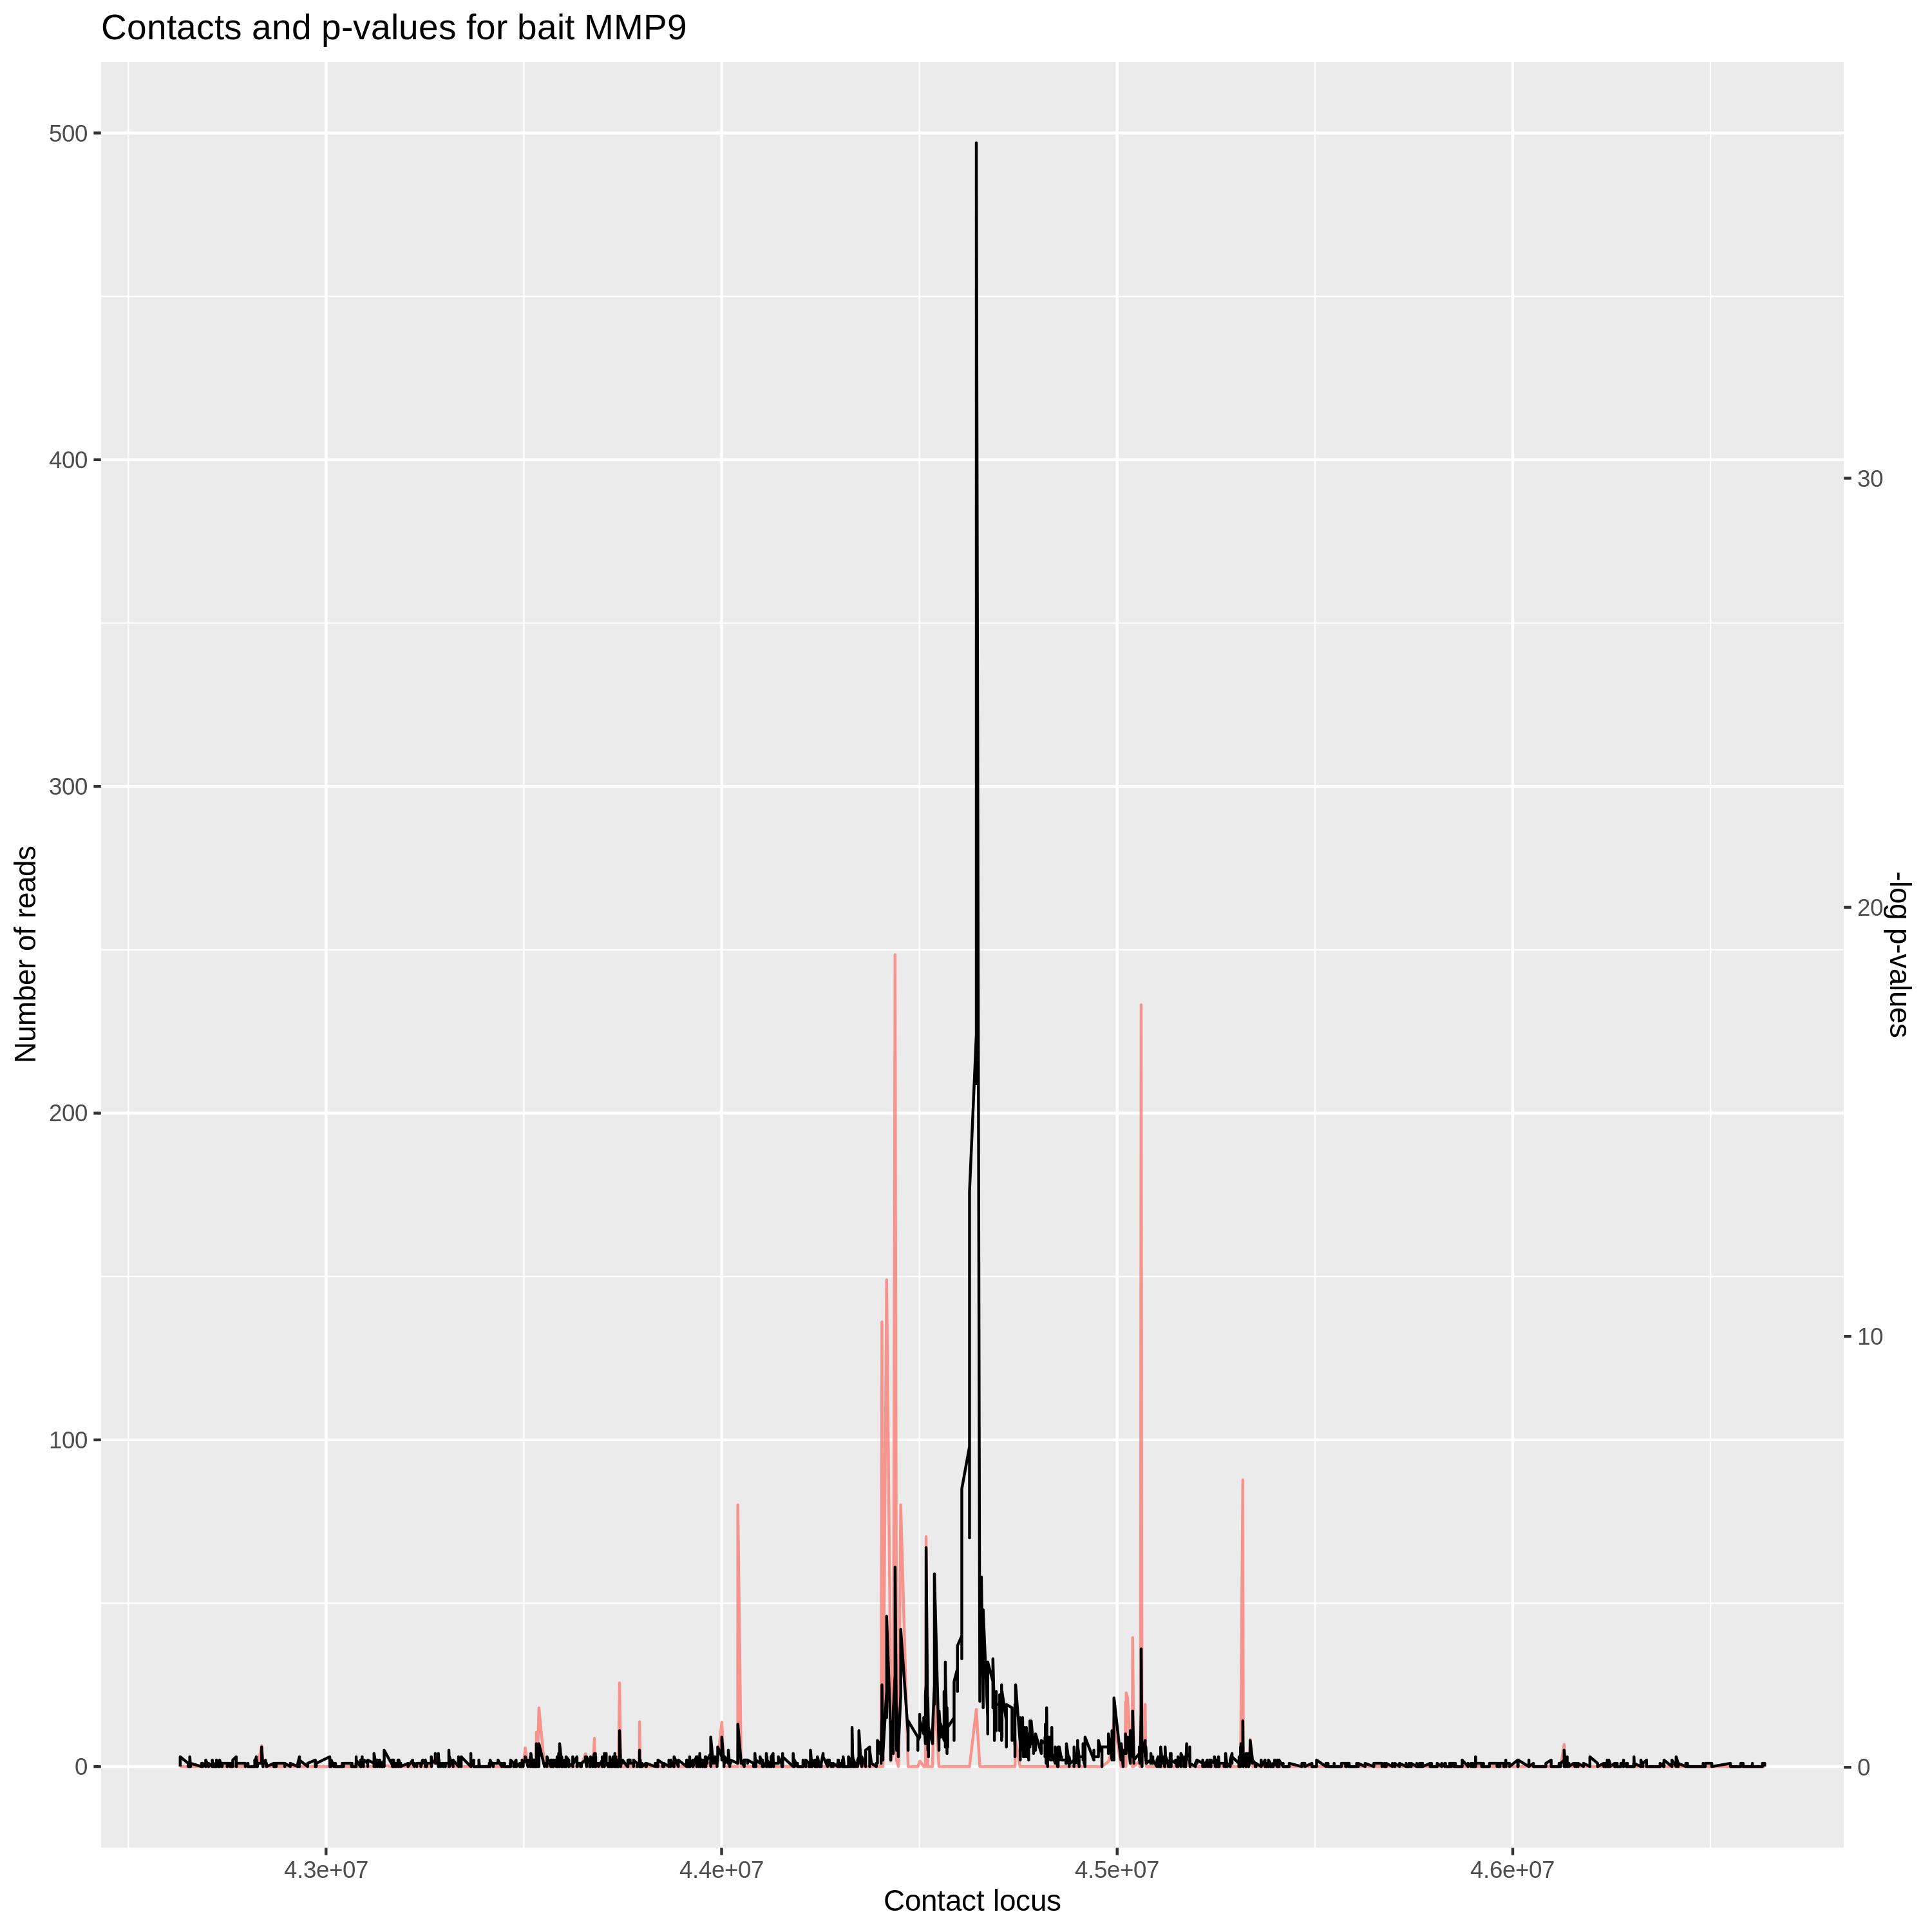 Contacts and p-values for bait MMP9
500
400
300
200
100
0
Number of reads
30
20
10
0
-log p-values
4.3e+07
4.4e+07
4.5e+07
4.6e+07
Contact locus